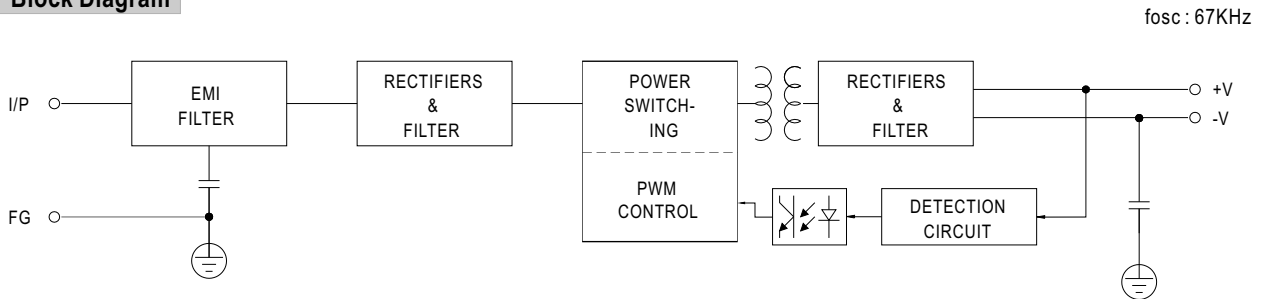 Block Diagram
fosc : 67KHz
I/P
EMI
FILTER
RECTIFIERS
&
FILTER
POWER
SWITCH-
ING
PWM
CONTROL
RECTIFIERS
&
FILTER
+V
-V
DETECTION
CIRCUIT
FG